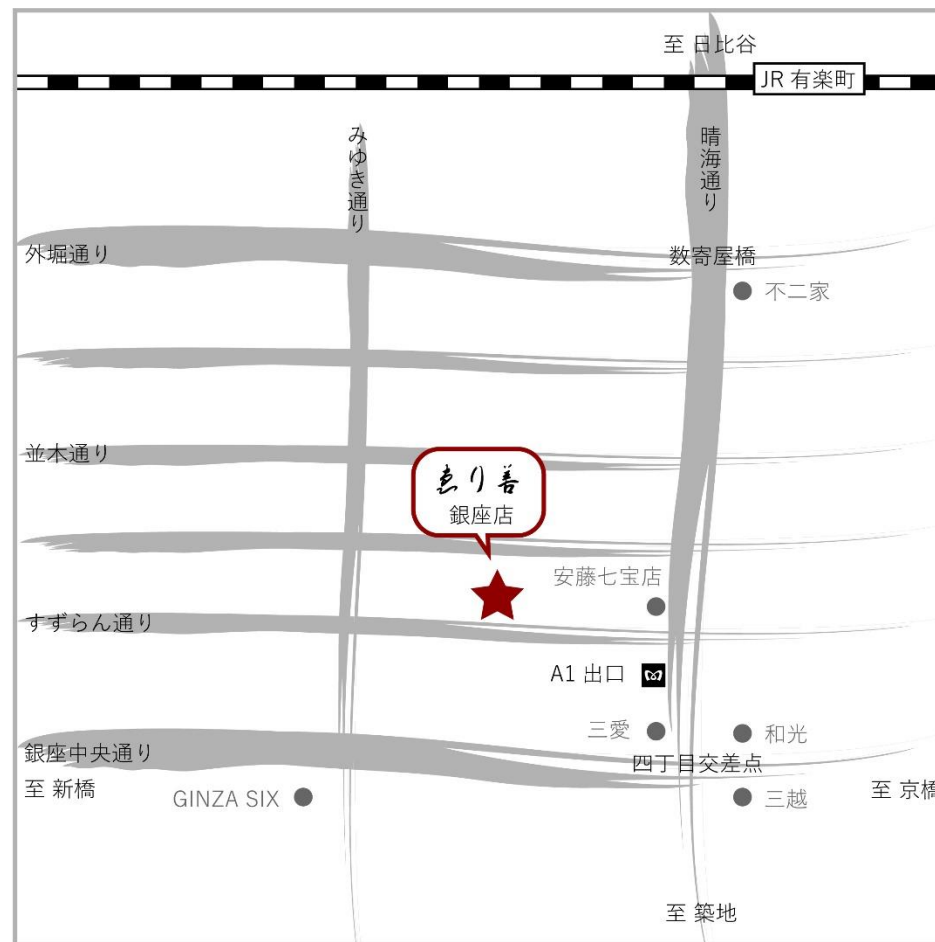 至 日比谷
JR 有楽町
みゆき通り
晴海通り
外堀通り
数寄屋橋
不二家
並木通り
ゑり善
銀座店
安藤七宝店
すずらん通り
A1 出口
三愛
和光
銀座中央通り
四丁目交差点
至 新橋
GINZA SIX
三越
至 京橋
至 築地